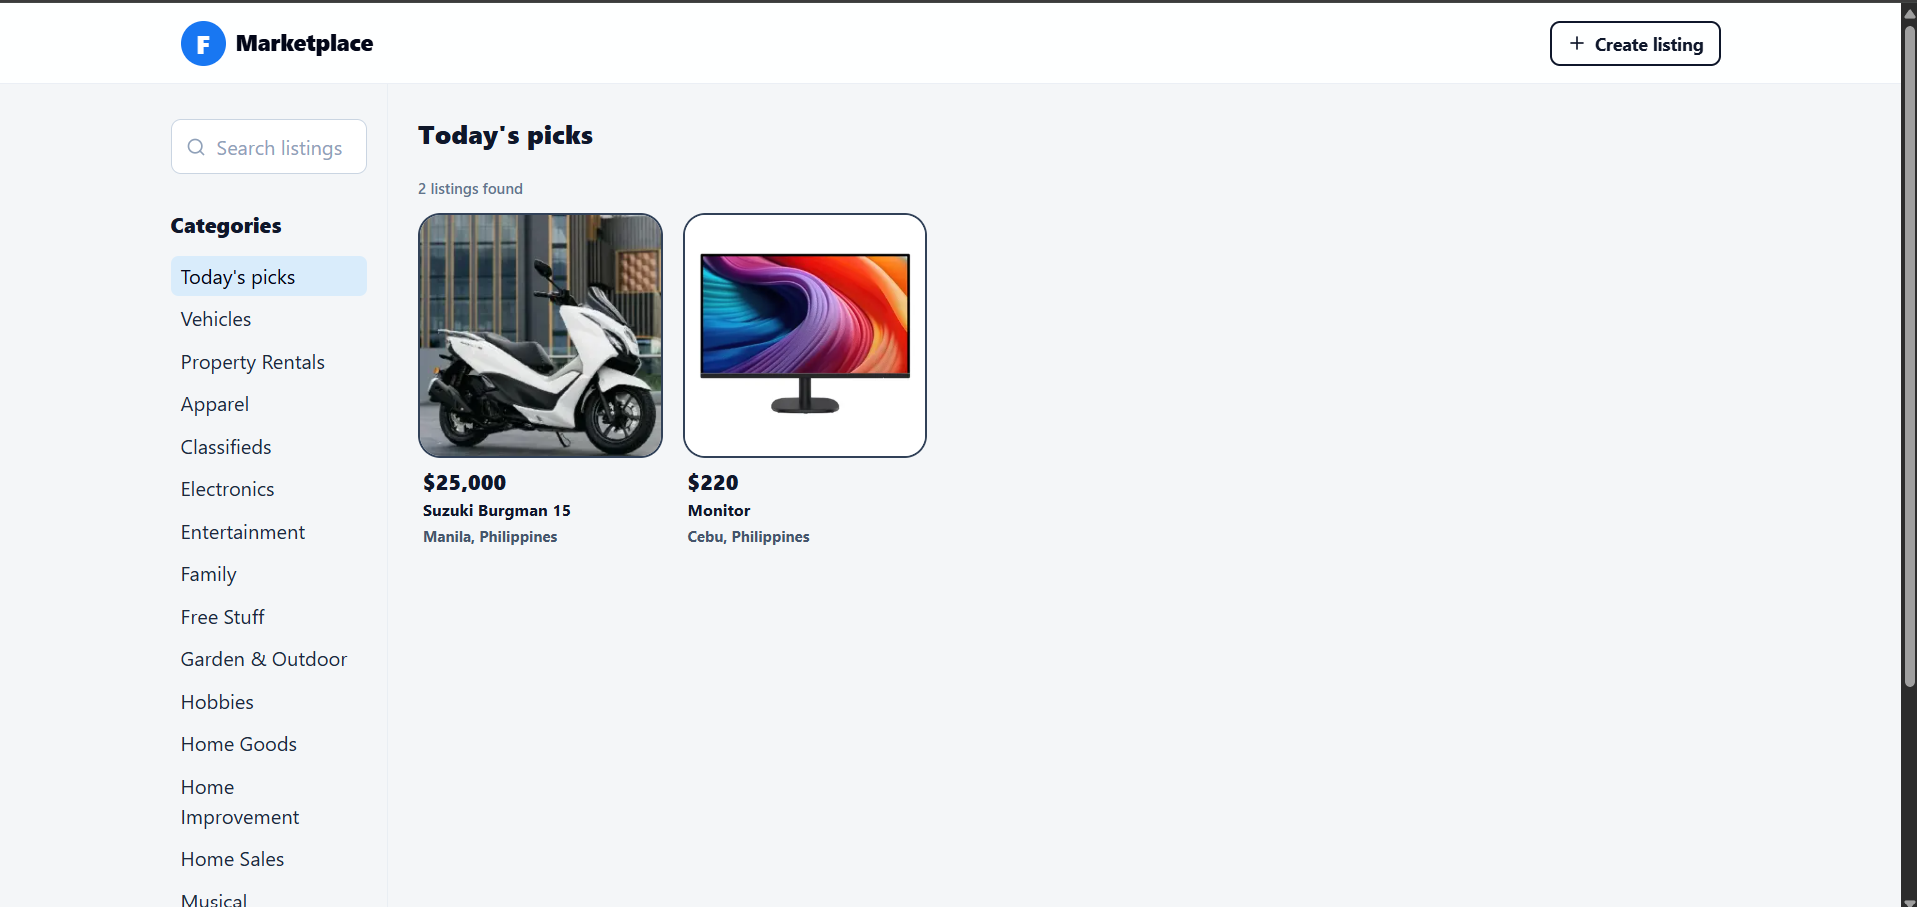 F Marketplace
+ Create listing
Search listings
Categories
Today's picks
Vehicles
Property Rentals
Apparel
Classifieds
Electronics
Entertainment
Family
Free Stuff
Garden & Outdoor
Hobbies
Home Goods
Home
Improvement
Home Sales
Musical
Today's picks
2 listings found
$25,000
Suzuki Burgman 15
Manila, Philippines
$220
Monitor
Cebu, Philippines